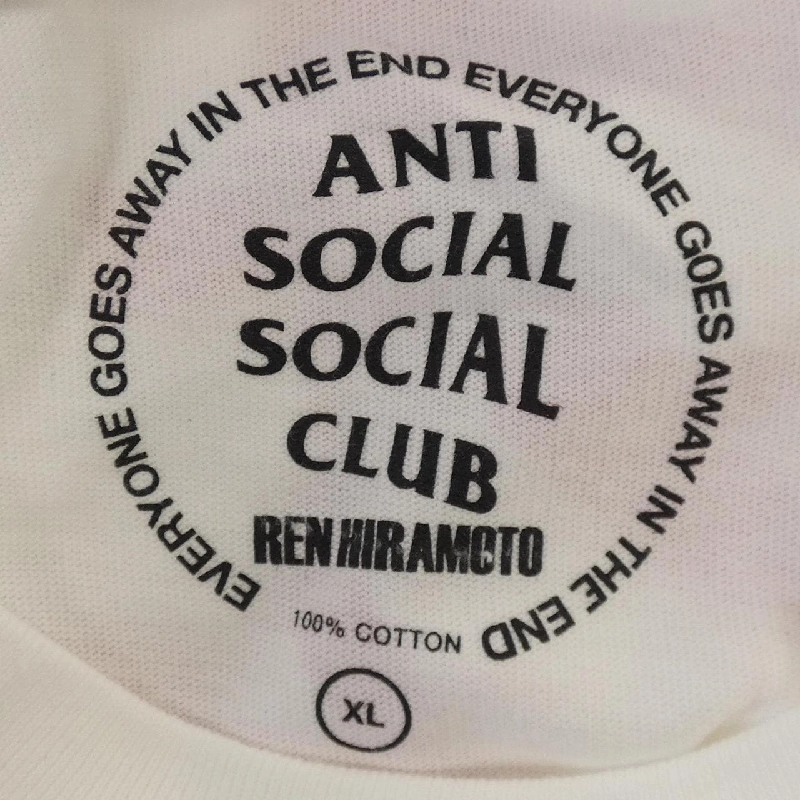 EVERYONE GOES AWAY IN THE END EVERYONE GOES AWAY IN THE END
ANTI
SOCIAL
SOCIAL
CLUB
REN HIRAMOTO
100% COTTON
XL